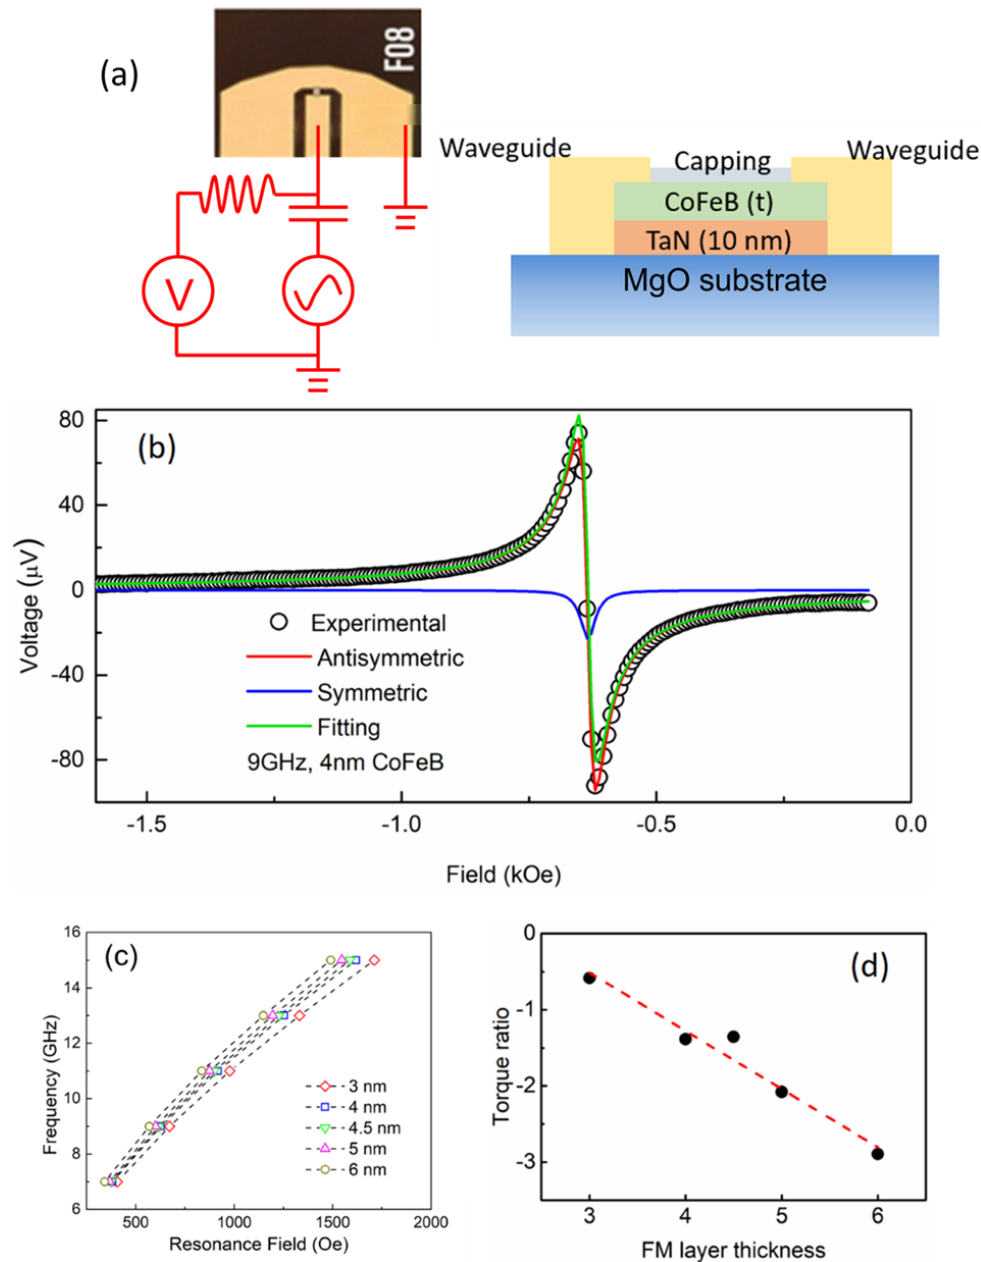 (a)
F08
V
Waveguide
Capping
Waveguide
CoFeB (t)
TaN (10 nm)
MgO substrate
(b)
80
40
0
-40
-80
Voltage (μV)
Experimental
Antisymmetric
Symmetric
Fitting
9GHz, 4nm CoFeB
-1.5
-1.0
-0.5
0.0
Field (kOe)
(c)
16
14
12
10
8
6
Frequency (GHz)
3 nm
4 nm
4.5 nm
5 nm
6 nm
500
1000
1500
2000
Resonance Field (Oe)
(d)
0
-1
-2
-3
Torque ratio
3
4
5
6
FM layer thickness